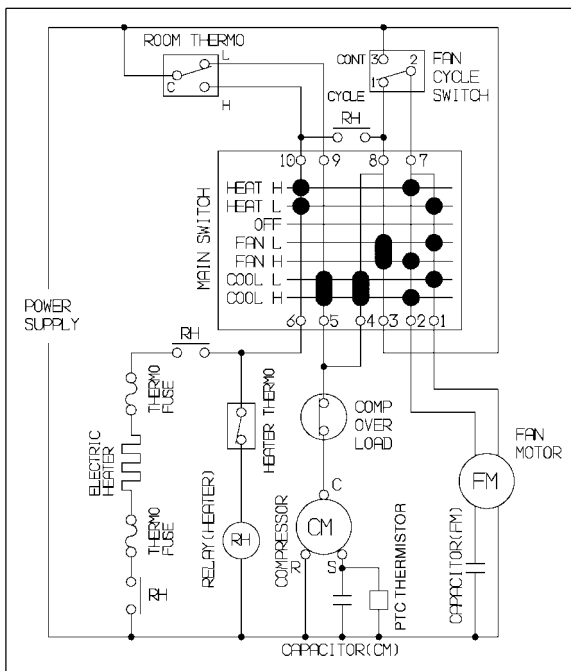 ROOM THERMO
L
C
H
CONT 3 2
1
CYCLE
FAN
CYCLE
SWITCH
RH
10 9 8 7
MAIN SWITCH
HEAT H
HEAT L
OFF
FAN L
FAN H
COOL L
COOL H
6 5 4 3 2 1
POWER
SUPPLY
RH
THERMO
FUSE
ELECTRIC
HEATER
THERMO
FUSE
RH
HEATER THERMO
RELAY(HEATER)
RH
COMP
OVER
LOAD
C
CM
R S
COMPRESSOR
PTC THERMISTOR
CAPACITOR(CM)
FAN
MOTOR
FM
CAPACITOR(FM)